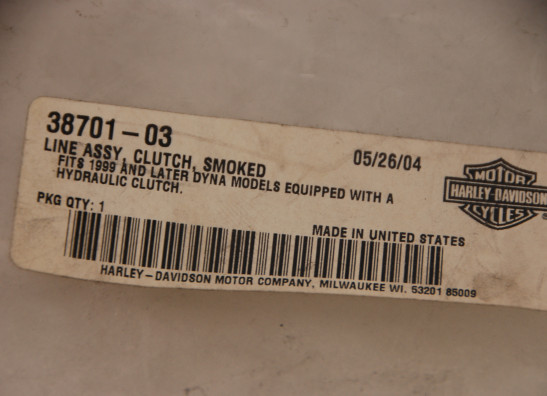 38701-03
LINE ASSY, CLUTCH, SMOKED
05/26/04
FITS 1999 AND LATER DYNA MODELS EQUIPPED WITH A
HYDRAULIC CLUTCH.
PKG QTY: 1
MADE IN UNITED STATES
HARLEY-DAVIDSON MOTOR COMPANY, MILWAUKEE WI. 53201 85009
MOTOR
HARLEY-DAVIDSON
CYCLES
®